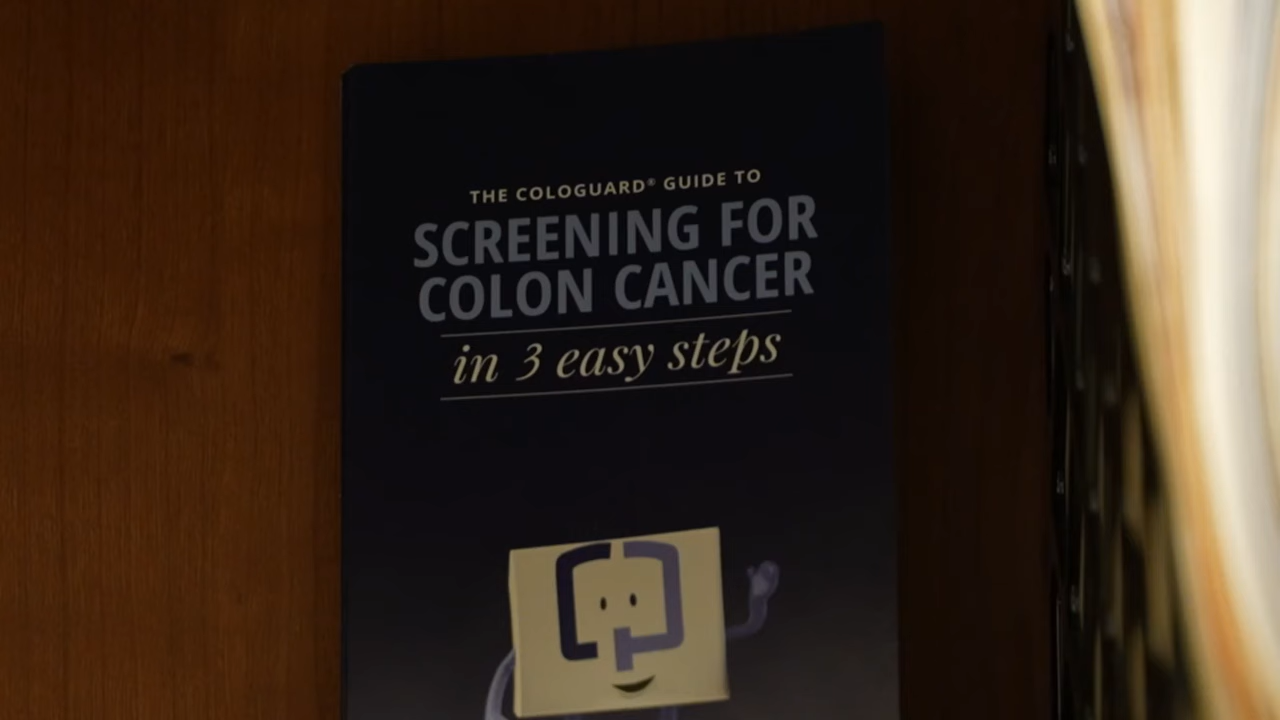 THE COLOGUARD® GUIDE TO
SCREENING FOR
COLON CANCER
in 3 easy steps